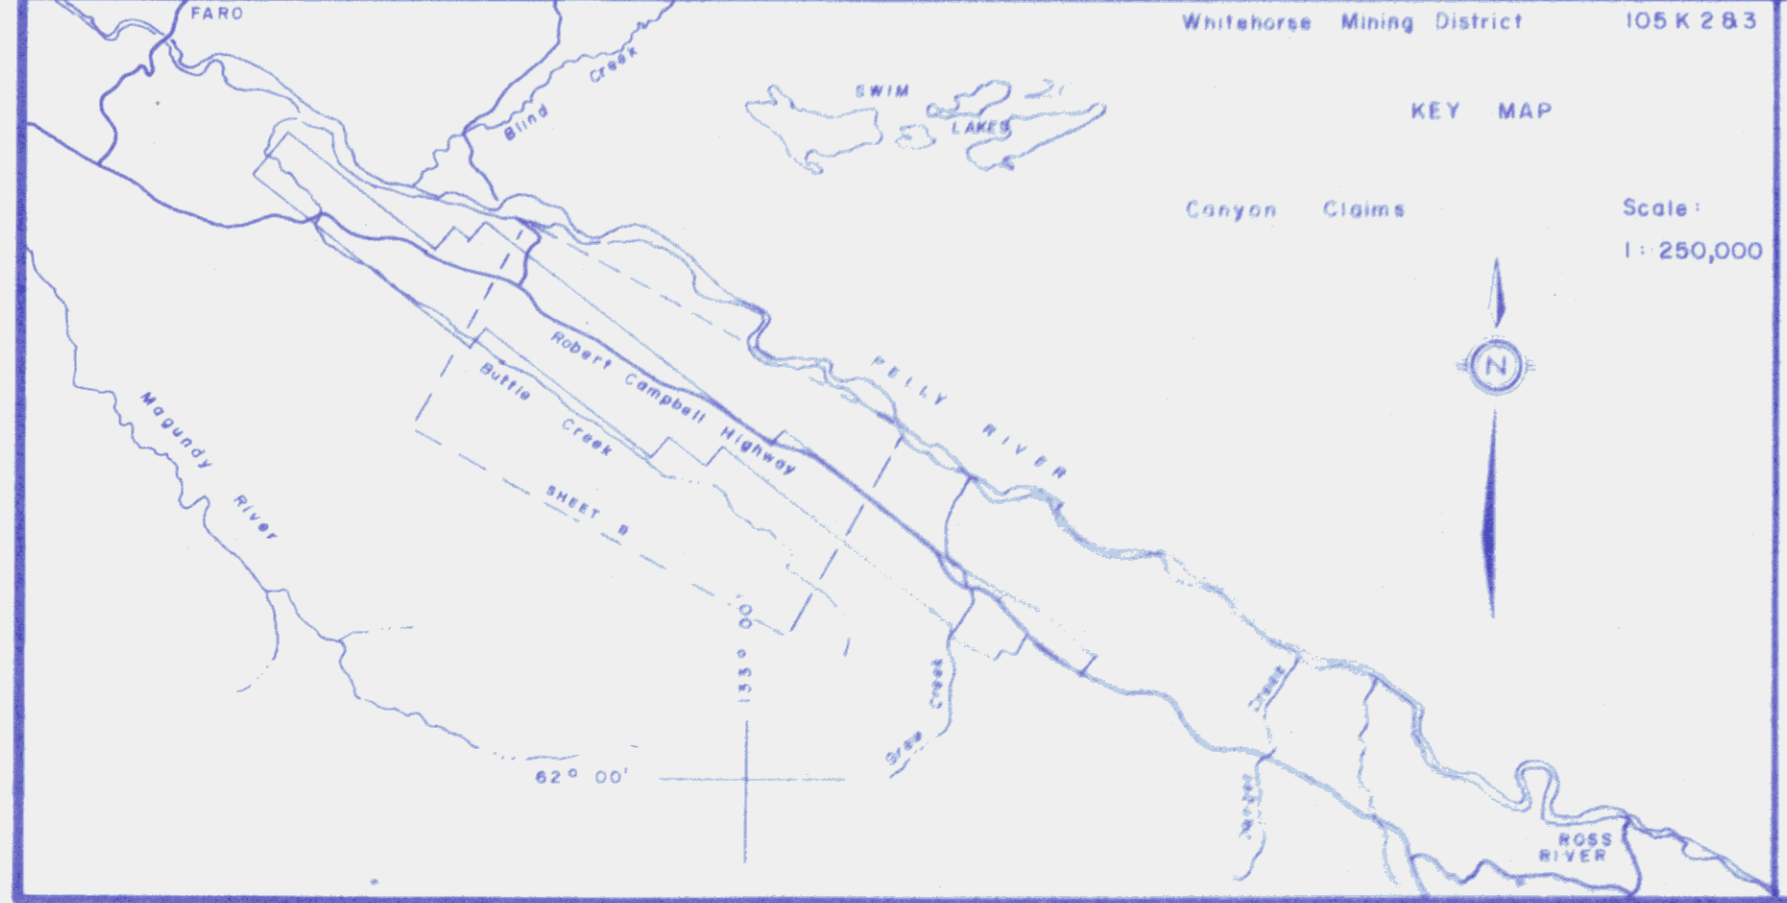 FARO
Whitehorse Mining District 105 K 2 & 3
Blind Creek
SWIM
LAKES
KEY MAP
Canyon Claims Scale:
1 : 250,000
N
PELLY RIVER
Robert Campbell Highway
Buttle Creek
Magundy River
SHEET B
133° 00'
62° 00'
Creek
Creek
ROSS
RIVER